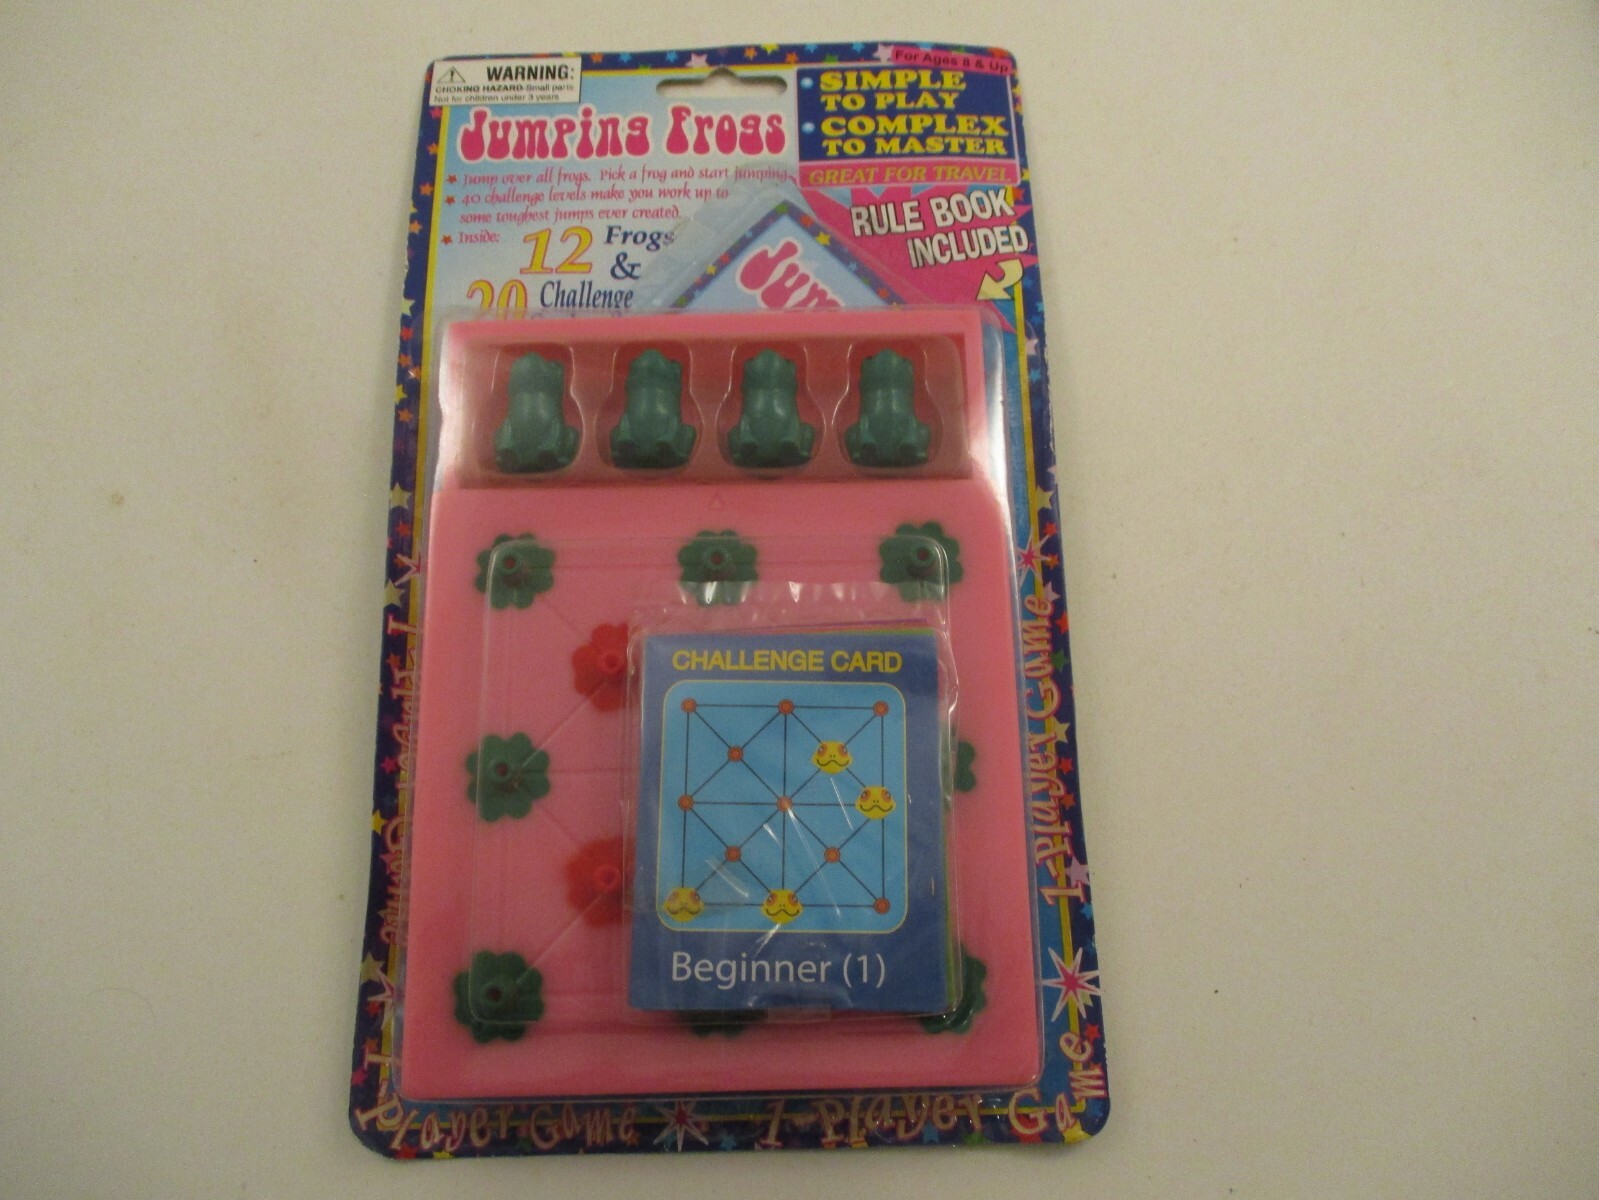 WARNING:
CHOKING HAZARD-Small parts
Not for children under 3 years
For Ages 8 & Up
Jumping Frogs
• SIMPLE
TO PLAY
• COMPLEX
TO MASTER
GREAT FOR TRAVEL
Jump over all frogs. Pick a frog and start jumping
40 challenge levels make you work up to
some toughest jumps ever created.
Inside:
12 Frogs
&
20 Challenge
RULE BOOK
INCLUDED
Jum
CHALLENGE CARD
Beginner (1)
1-Player Game
1-Player Game
Player Game
1-Player Game